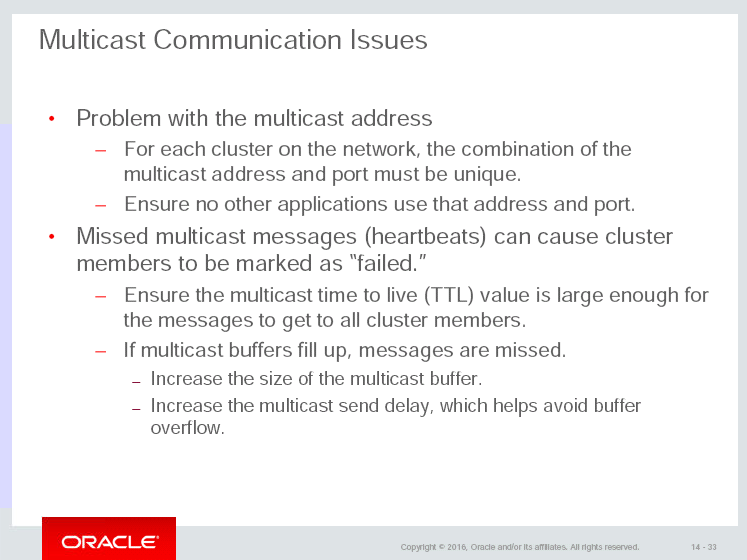 Multicast Communication Issues
• Problem with the multicast address
– For each cluster on the network, the combination of the
multicast address and port must be unique.
– Ensure no other applications use that address and port.
• Missed multicast messages (heartbeats) can cause cluster
members to be marked as “failed.”
– Ensure the multicast time to live (TTL) value is large enough for
the messages to get to all cluster members.
– If multicast buffers fill up, messages are missed.
– Increase the size of the multicast buffer.
– Increase the multicast send delay, which helps avoid buffer
overflow.
ORACLE®
Copyright © 2016, Oracle and/or its affiliates. All rights reserved.
14 - 33